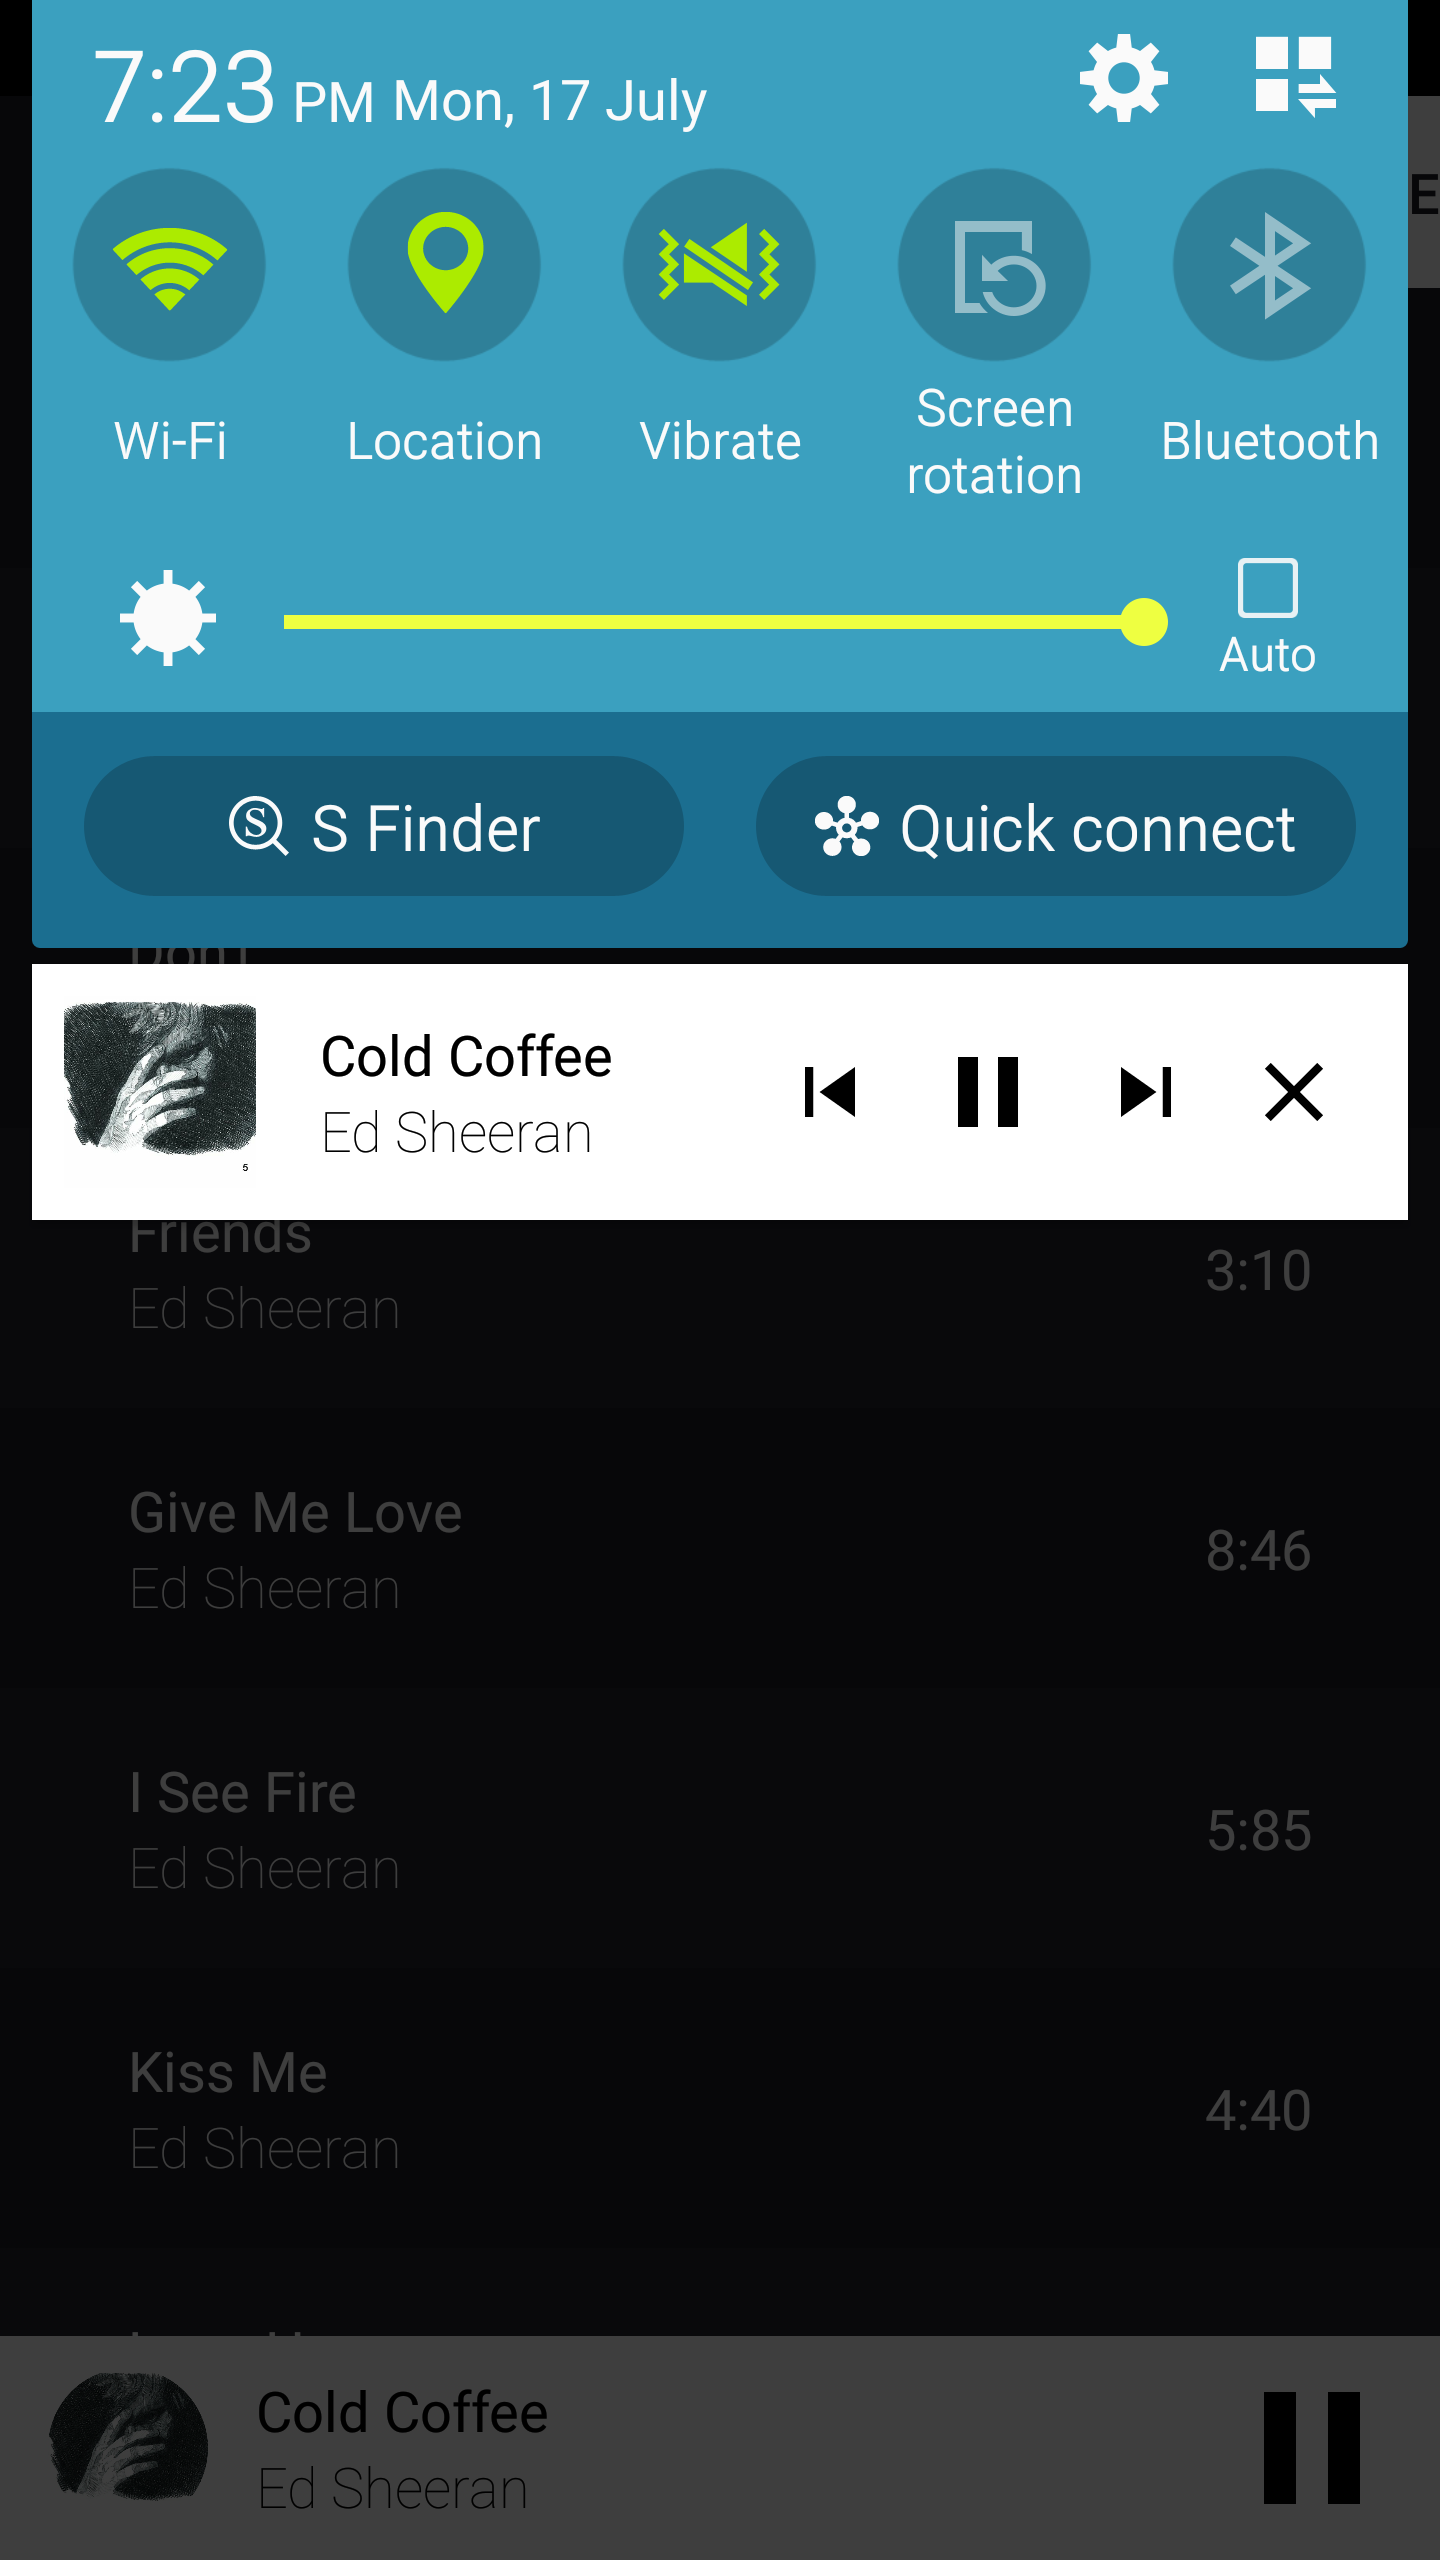 7:23 PM Mon, 17 July
E
Wi-Fi
Location
Vibrate
Screen
rotation
Bluetooth
Auto
S Finder
Quick connect
Don't
Cold Coffee
Ed Sheeran
5
Friends
3:10
Ed Sheeran
Give Me Love
8:46
Ed Sheeran
I See Fire
5:85
Ed Sheeran
Kiss Me
4:40
Ed Sheeran
Cold Coffee
Ed Sheeran